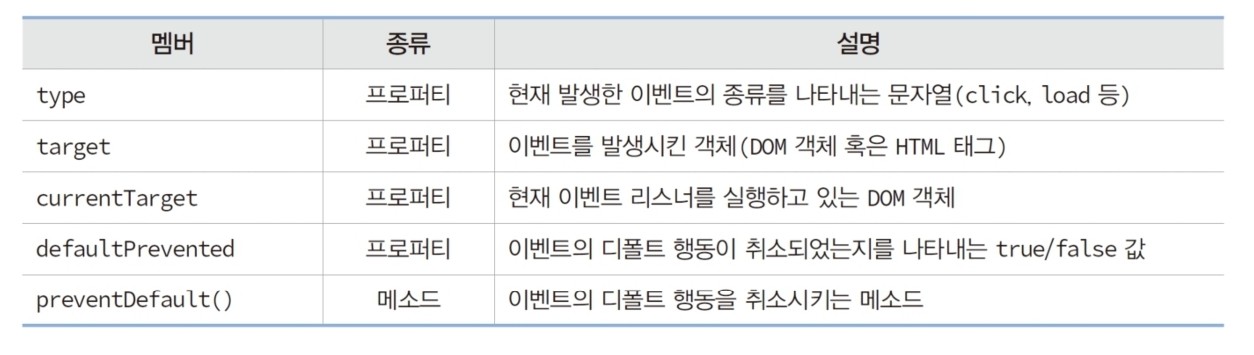 멤버 종류 설명
type 프로퍼티 현재 발생한 이벤트의 종류를 나타내는 문자열(click, load 등)
target 프로퍼티 이벤트를 발생시킨 객체(DOM 객체 혹은 HTML 태그)
currentTarget 프로퍼티 현재 이벤트 리스너를 실행하고 있는 DOM 객체
defaultPrevented 프로퍼티 이벤트의 디폴트 행동이 취소되었는지를 나타내는 true/false 값
preventDefault() 메소드 이벤트의 디폴트 행동을 취소시키는 메소드